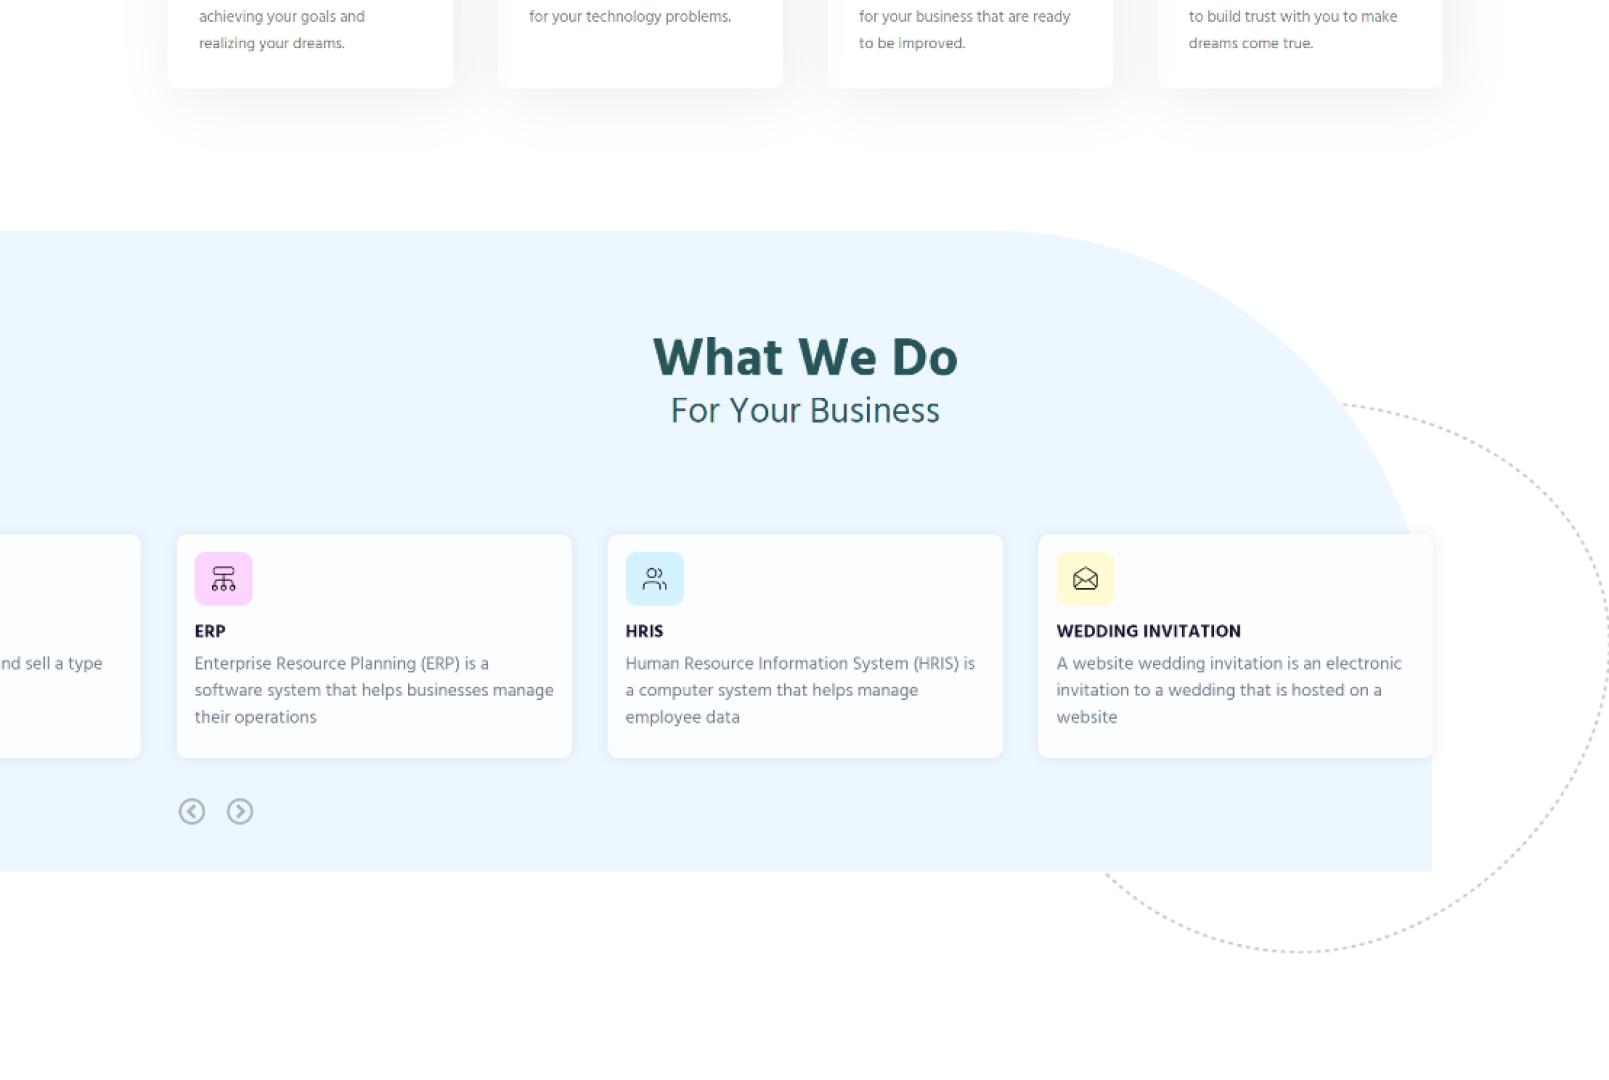 achieving your goals and
realizing your dreams.
for your technology problems.
for your business that are ready
to be improved.
to build trust with you to make
dreams come true.
What We Do
For Your Business
nd sell a type
ERP
Enterprise Resource Planning (ERP) is a
software system that helps businesses manage
their operations
HRIS
Human Resource Information System (HRIS) is
a computer system that helps manage
employee data
WEDDING INVITATION
A website wedding invitation is an electronic
invitation to a wedding that is hosted on a
website